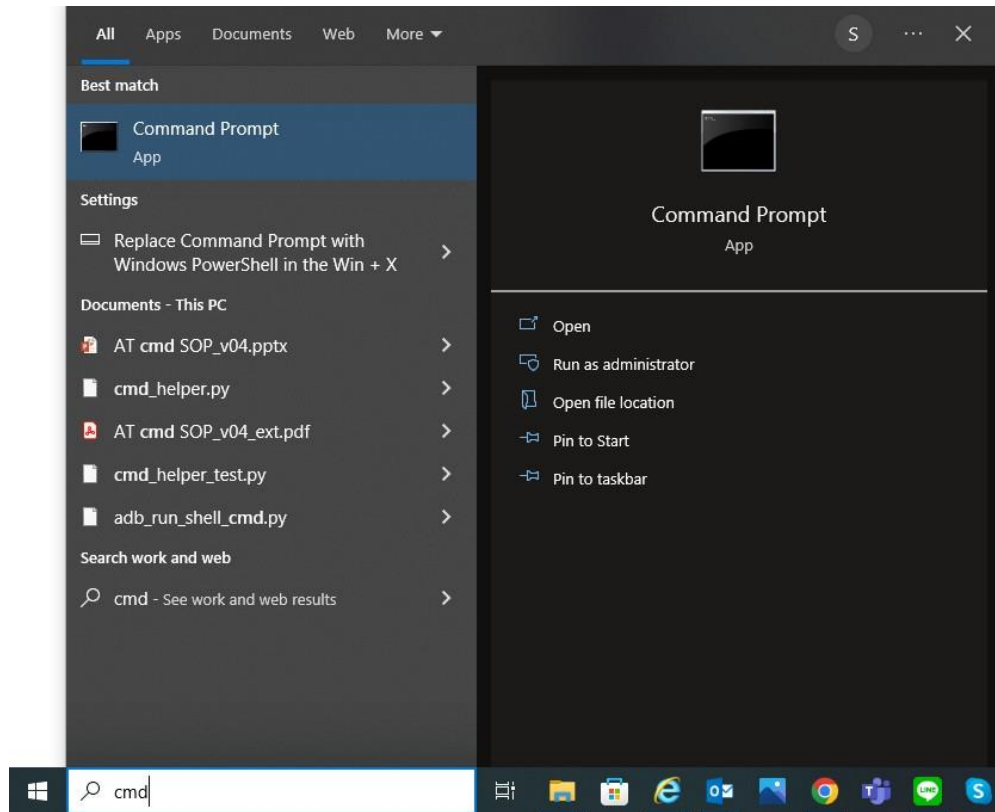 All Apps Documents Web More
S
Best match
Command Prompt
App
Settings
Replace Command Prompt with
Windows PowerShell in the Win + X
Documents - This PC
AT cmd SOP_v04.pptx
cmd_helper.py
AT cmd SOP_v04_ext.pdf
cmd_helper_test.py
adb_run_shell_cmd.py
Search work and web
cmd - See work and web results
Command Prompt
App
Open
Run as administrator
Open file location
Pin to Start
Pin to taskbar
cmd
LINE
S